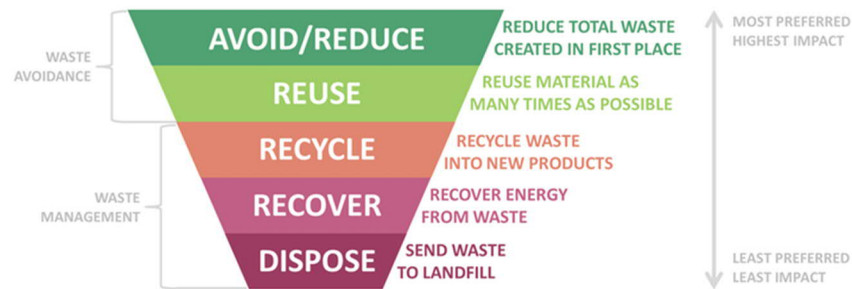 WASTE
AVOIDANCE
AVOID/REDUCE
REDUCE TOTAL WASTE
CREATED IN FIRST PLACE
MOST PREFERRED
HIGHEST IMPACT
REUSE
REUSE MATERIAL AS
MANY TIMES AS POSSIBLE
RECYCLE
RECYCLE WASTE
INTO NEW PRODUCTS
WASTE
MANAGEMENT
RECOVER
RECOVER ENERGY
FROM WASTE
DISPOSE
SEND WASTE
TO LANDFILL
LEAST PREFERRED
LEAST IMPACT